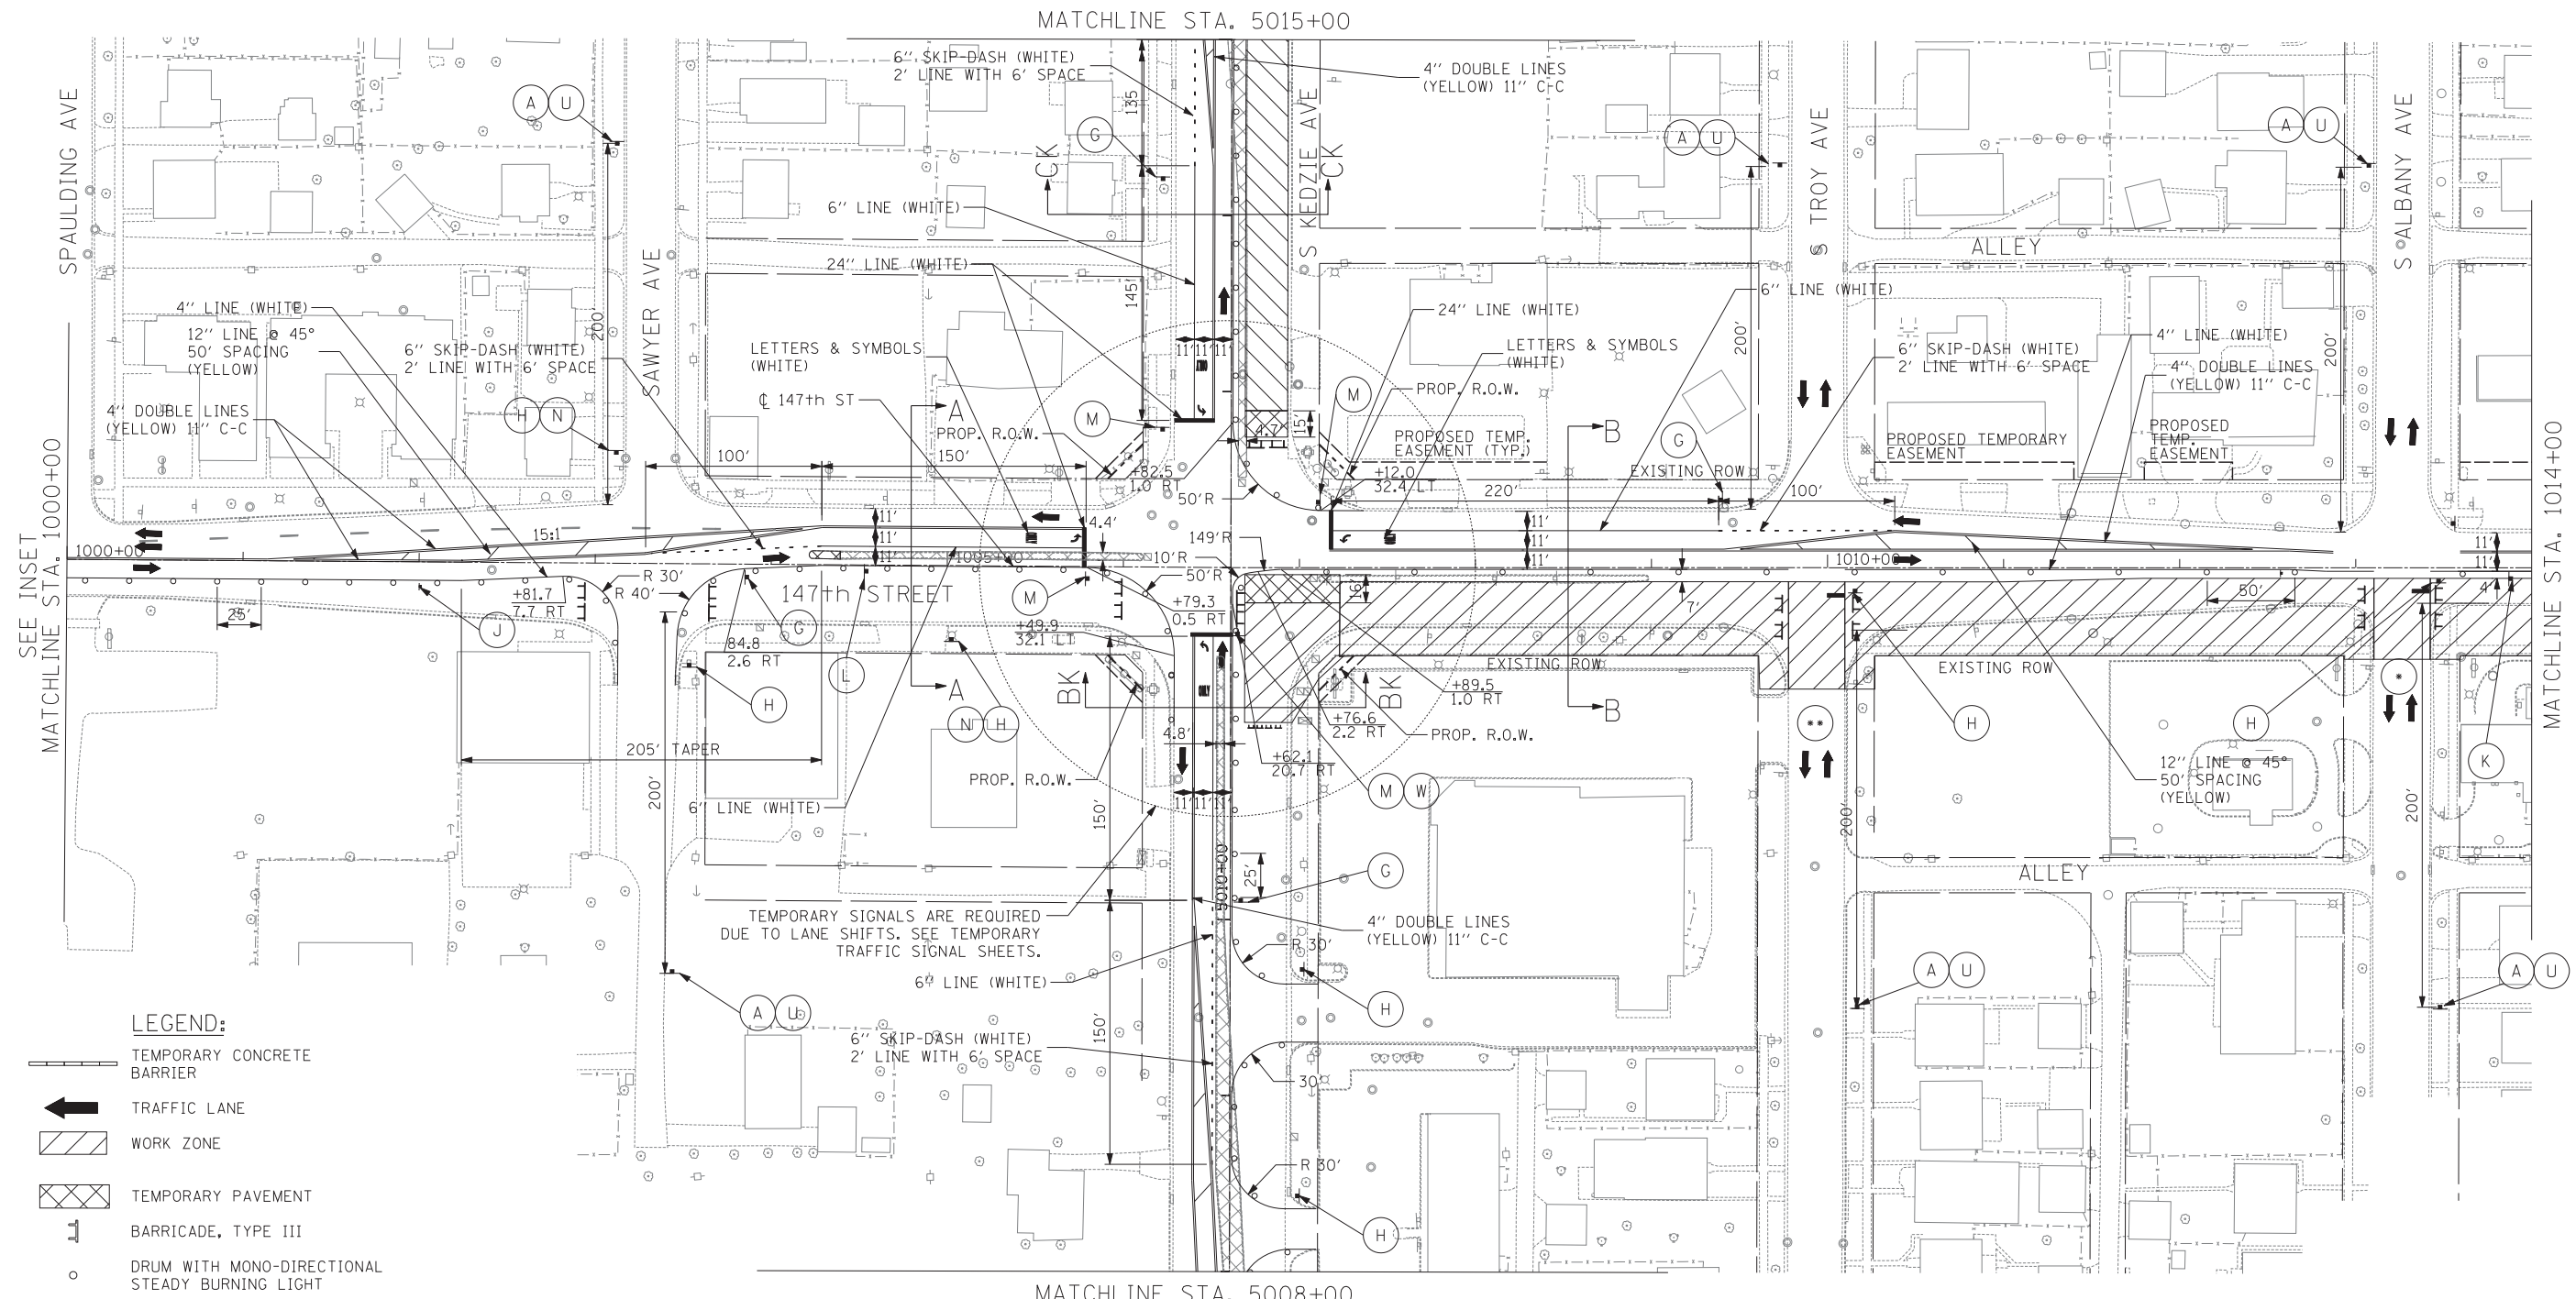 MATCHLINE STA. 5015+00
6'' SKIP-DASH (WHITE)
2' LINE WITH 6' SPACE
135
4'' DOUBLE LINES
(YELLOW) 11'' C-C
SPAULDING AVE
A U
G
CK
S KEDZIE AVE
CK
A U
S TROY AVE
A U
S ALBANY AVE
6'' LINE (WHITE)
SAWYER AVE
24'' LINE (WHITE)
145'
ALLEY
4'' LINE (WHITE)
12'' LINE @ 45°
50' SPACING
(YELLOW)
200'
6'' SKIP-DASH (WHITE)
2' LINE WITH 6' SPACE
LETTERS & SYMBOLS
(WHITE)
11' 11' 11'
ONLY
24'' LINE (WHITE)
LETTERS & SYMBOLS
(WHITE)
6'' LINE (WHITE)
200'
6'' SKIP-DASH (WHITE)
2' LINE WITH 6' SPACE
4'' LINE (WHITE)
4'' DOUBLE LINES
(YELLOW) 11'' C-C
200'
4'' DOUBLE LINES
(YELLOW) 11'' C-C
H N
℄ 147th ST
A
PROP. R.O.W.
M
M
PROP. R.O.W.
PROPOSED TEMP.
EASEMENT (TYP.)
B
G
PROPOSED TEMPORARY
EASEMENT
PROPOSED
TEMP.
EASEMENT
100'
150'
+82.5
1.0' RT
4.7'
15'
50'R
+12.0
32.4' LT
EXISTING ROW
220'
100'
SEE INSET
MATCHLINE STA. 1000+00
1000+00
15:1
11'
11'
11'
4.4'
1005+00
10'R
149'R
50'R
11'
11'
11'
1010+00
11'
11'
4'
MATCHLINE STA. 1014+00
25'
+81.7
7.7 RT
R 30'
R 40'
J
147th STREET
G
84.8
2.6 RT
L
M
+79.3
0.5 RT
+49.9
32.1 LT
16'
7'
50'
EXISTING ROW
EXISTING ROW
H
A
N H
BK
BK
B
+89.5
1.0 RT
+76.6
2.2 RT
PROP. R.O.W.
**
H
H
*
K
205' TAPER
200'
PROP. R.O.W.
6'' LINE (WHITE)
ONLY
4.8'
+62.1
20.7 RT
M W
12'' LINE @ 45°
50' SPACING
(YELLOW)
200'
200'
150'
11' 11' 11'
5010+00
25'
G
ALLEY
TEMPORARY SIGNALS ARE REQUIRED
DUE TO LANE SHIFTS. SEE TEMPORARY
TRAFFIC SIGNAL SHEETS.
4'' DOUBLE LINES
(YELLOW) 11'' C-C
R 30'
6'' LINE (WHITE)
H
A U
A U
A U
150'
6'' SKIP-DASH (WHITE)
2' LINE WITH 6' SPACE
30'
R 30'
H
LEGEND:
TEMPORARY CONCRETE
BARRIER
TRAFFIC LANE
WORK ZONE
TEMPORARY PAVEMENT
BARRICADE, TYPE III
DRUM WITH MONO-DIRECTIONAL
STEADY BURNING LIGHT
MATCHLINE STA. 5008+00